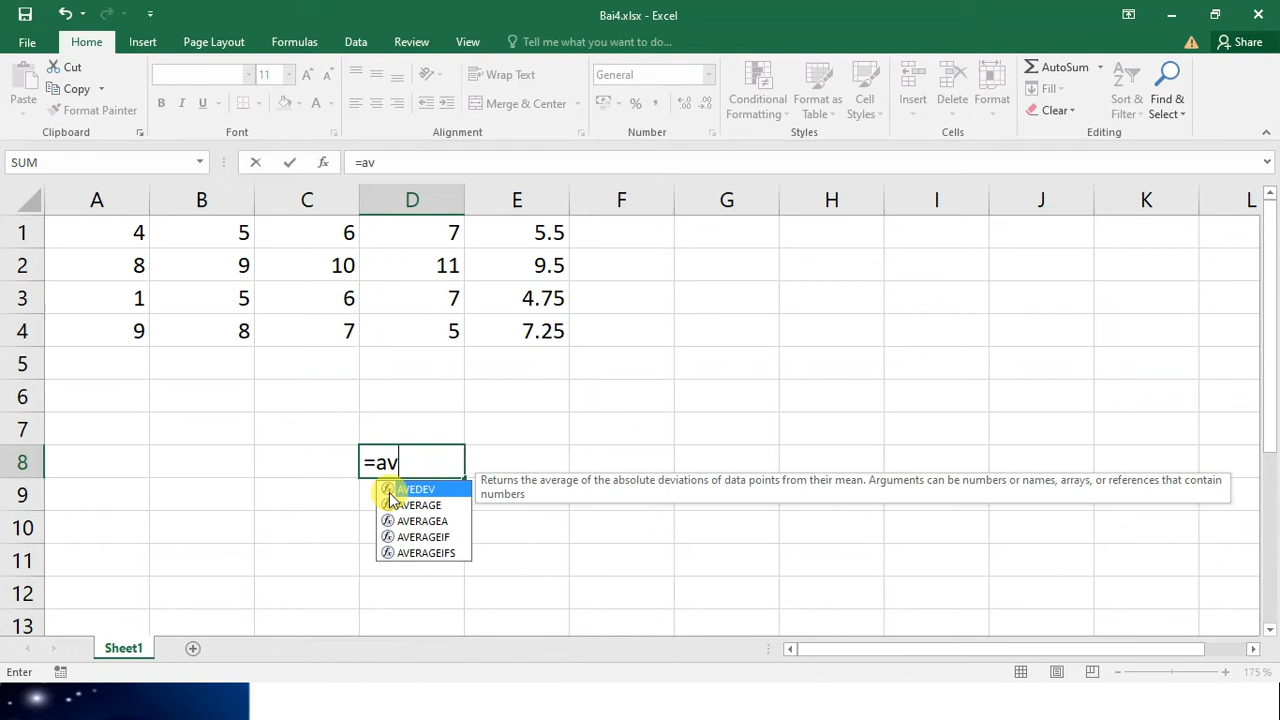 Bai4.xlsx - Excel
File Home Insert Page Layout Formulas Data Review View Tell me what you want to do... Share
Paste Cut Copy Format Painter Clipboard
11 B I U A Font
Wrap Text Merge & Center Alignment
General % Number
Conditional Formatting Format as Table Cell Styles Styles
Insert Delete Format Cells
AutoSum Fill Clear Sort & Filter Find & Select Editing
SUM fx =av
A B C D E F G H I J K L
1 4 5 6 7 5.5
2 8 9 10 11 9.5
3 1 5 6 7 4.75
4 9 8 7 5 7.25
5
6
7
8 =av
9 AVEDEV Returns the average of the absolute deviations of data points from their mean. Arguments can be numbers or names, arrays, or references that contain
numbers
AVERAGE
10 AVERAGEA
AVERAGEIF
11 AVERAGEIFS
12
13
Sheet1
Enter 175 %